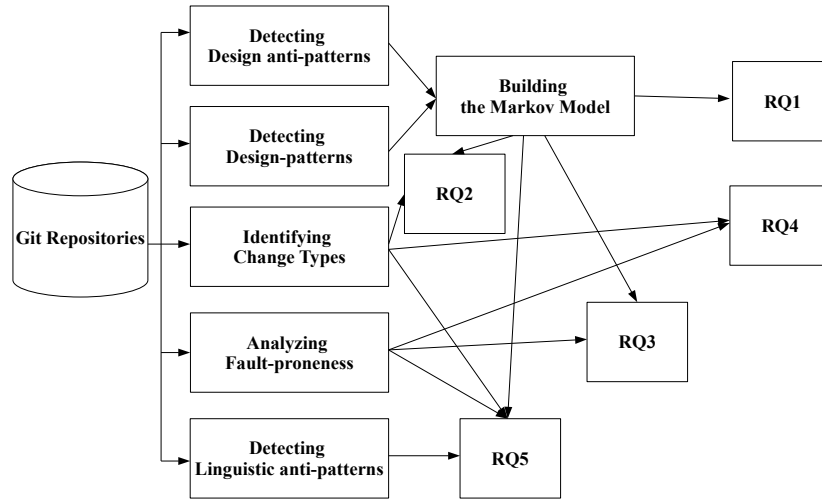 Detecting
Design anti-patterns
Building
the Markov Model
RQ1
Detecting
Design-patterns
RQ2
Git Repositories
Identifying
Change Types
RQ4
Analyzing
Fault-proneness
RQ3
Detecting
Linguistic anti-patterns
RQ5